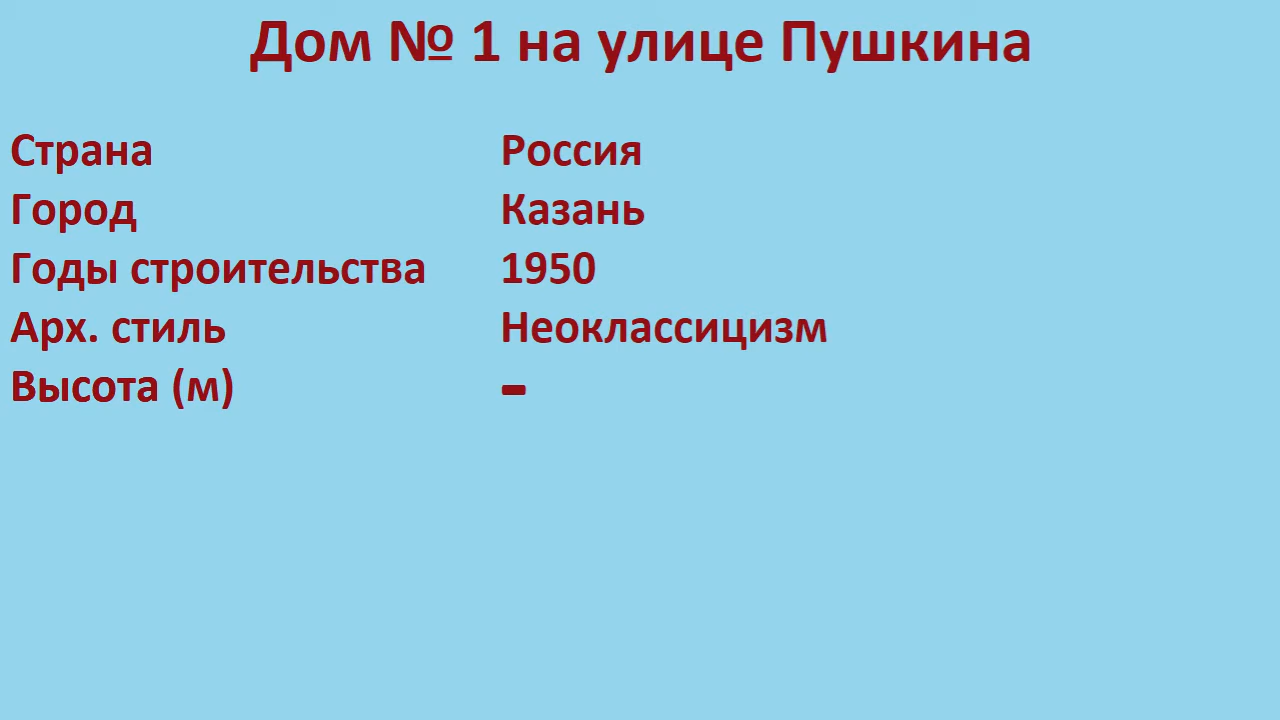 Дом № 1 на улице Пушкина
Страна Россия
Город Казань
Годы строительства 1950
Арх. стиль Неоклассицизм
Высота (м) -